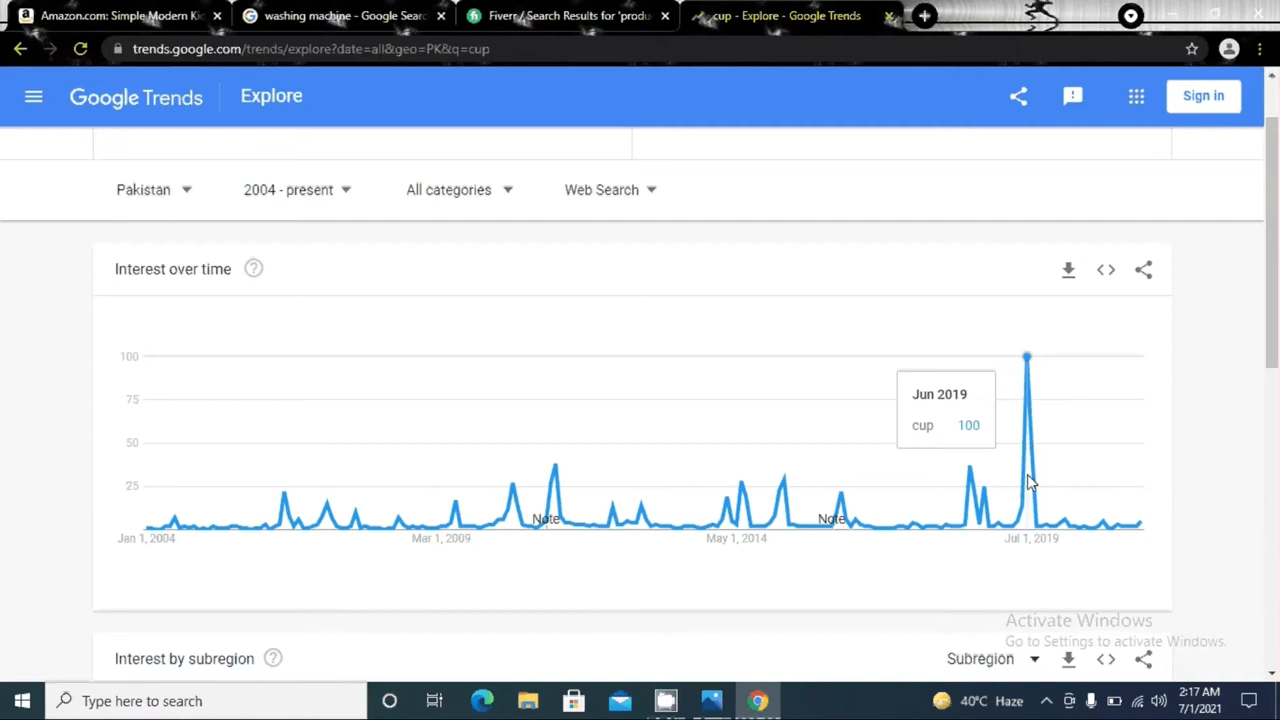 Amazon.com: Simple Modern Ki
washing machine - Google Sear
Fiverr / Search Results for 'produ
cup - Explore - Google Trends
trends.google.com/trends/explore?date=all&geo=PK&q=cup
Google Trends
Explore
Sign in
Pakistan
2004 - present
All categories
Web Search
Interest over time
100
75
50
25
Jun 2019
cup 100
Note
Note
Jan 1, 2004
Mar 1, 2009
May 1, 2014
Jul 1, 2019
Activate Windows
Go to Settings to activate Windows.
Interest by subregion
Subregion
Type here to search
40°C Haze
2:17 AM
7/1/2021